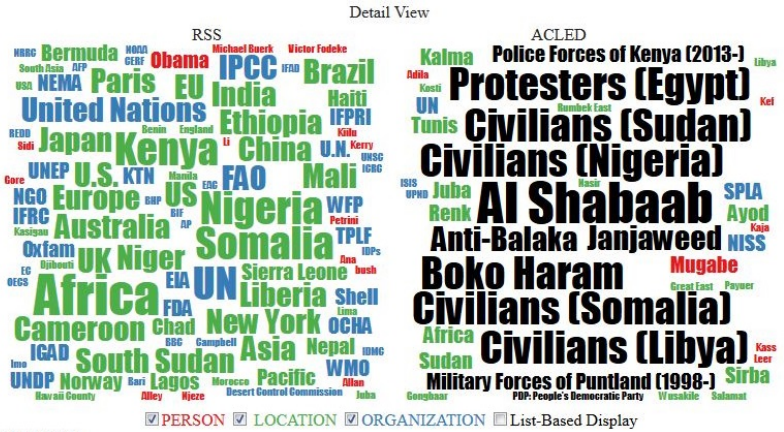 Detail View
RSS
ACLED
NRRC Bermuda NOAA CERF Obama Michael Buerk Victor Fodeke
South Asia AFP IPCC IFAD Brazil
USA NEMA Paris EU India Haiti
United Nations Ethiopia IFPRI
REDD Benin England Kiilu
Sidi Japan Kenya Li China U.N. Kerry
UNSC
UNEP U.S. KTN Manila FAO Mali ICRC
Gore EAG
NGO Europe BHP US Nigeria WFP
IFRC BIF Petrini
Kasigau Australia AP Somalia TPLF
Oxfam UK Niger Ana IDPs
Djibouti Sierra Leone bush
EC OECS Africa EIA UN Liberia Shell
FDA Lima
Cameroon Chad New York OCHA
IGAD BBC Campbell Asia Nepal IDMC
Imo South Sudan WMO
UNDP Norway Bari Lagos Morocco Pacific Allan
Hawaii County Alley Njeze Desert Control Commission Juba
Kalma Police Forces of Kenya (2013-) Libya
Adila Protesters (Egypt)
Kosti Kel
UN Rumbek East
Tunis Civilians (Sudan)
Civilians (Nigeria)
ISIS UPND Juba Nasir SPLA
Renk Al Shabaab Ayod
Kaja
Anti-Balaka Janjaweed NISS
Boko Haram Mugabe
Great East Payuer
Civilians (Somalia)
Africa Civilians (Libya) Kass
Sudan Leer
Military Forces of Puntland (1998-) Sirba
Gongbaar PDP: People's Democratic Party Wusakile Salamat
PERSON LOCATION ORGANIZATION List-Based Display